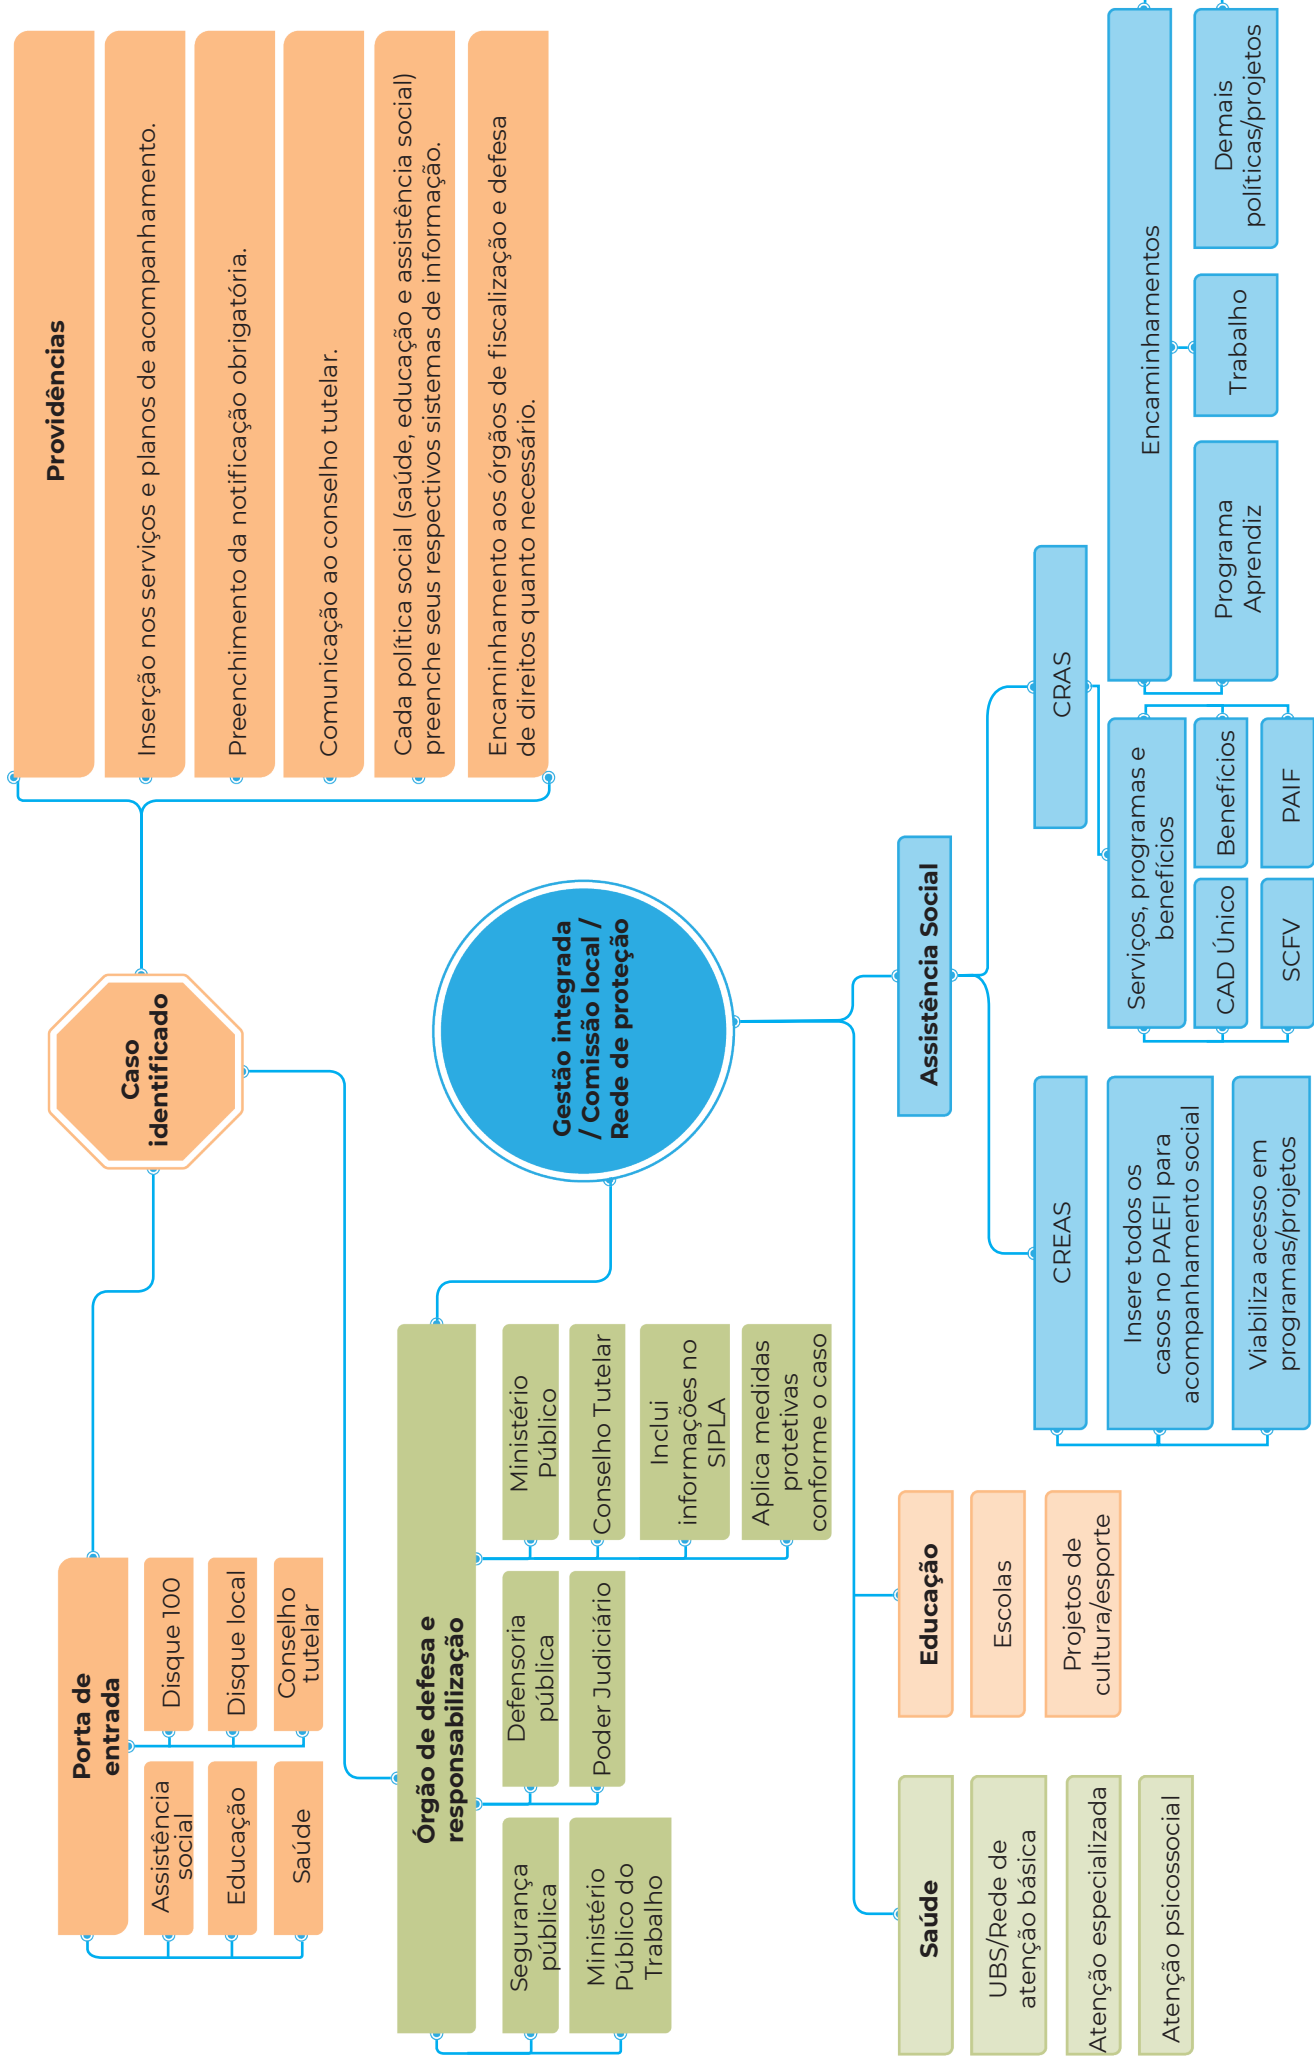 Porta de
entrada
Assistência
social
Educação
Saúde
Disque 100
Disque local
Conselho
tutelar
Caso
identificado
Providências
Inserção nos serviços e planos de acompanhamento.
Preenchimento da notificação obrigatória.
Comunicação ao conselho tutelar.
Cada política social (saúde, educação e assistência social)
preenche seus respectivos sistemas de informação.
Encaminhamento aos órgãos de fiscalização e defesa
de direitos quanto necessário.
Órgão de defesa e
responsabilização
Segurança
pública
Ministério
Público do
Trabalho
Defensoria
pública
Poder Judiciário
Ministério
Público
Conselho Tutelar
Inclui
informações no
SIPLA
Aplica medidas
protetivas
conforme o caso
Gestão integrada
/ Comissão local /
Rede de proteção
Saúde
UBS/Rede de
atenção básica
Atenção especializada
Atenção psicossocial
Educação
Escolas
Projetos de
cultura/esporte
Assistência Social
CREAS
Insere todos os
casos no PAEFI para
acompanhamento social
Viabiliza acesso em
programas/projetos
CRAS
Serviços, programas e
benefícios
CAD Único
Benefícios
SCFV
PAIF
Encaminhamentos
Programa
Aprendiz
Trabalho
Demais
políticas/projetos